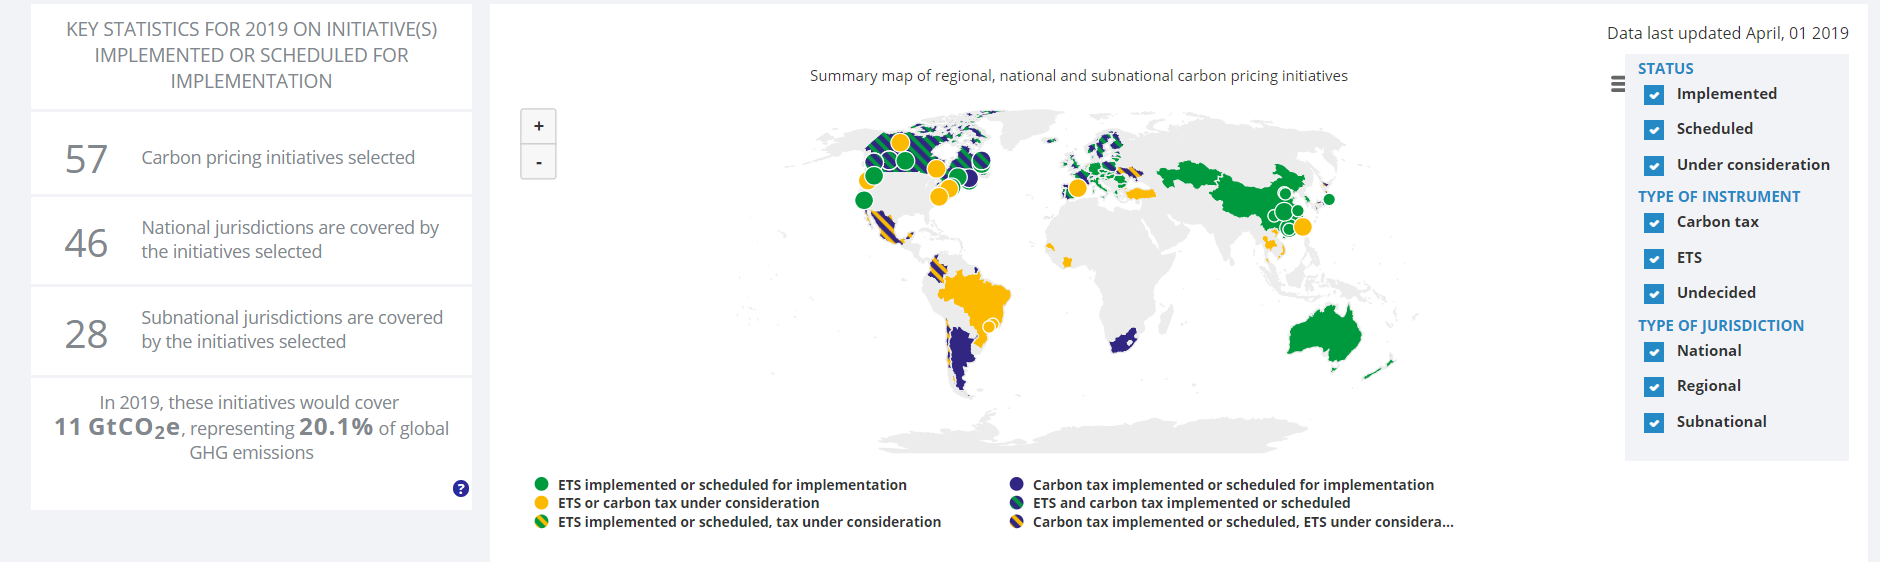 KEY STATISTICS FOR 2019 ON INITIATIVE(S)
IMPLEMENTED OR SCHEDULED FOR
IMPLEMENTATION
57 Carbon pricing initiatives selected
46 National jurisdictions are covered by
the initiatives selected
28 Subnational jurisdictions are covered
by the initiatives selected
In 2019, these initiatives would cover
11 GtCO₂e, representing 20.1% of global
GHG emissions
?
Data last updated April, 01 2019
Summary map of regional, national and subnational carbon pricing initiatives
+
-
STATUS
Implemented
Scheduled
Under consideration
TYPE OF INSTRUMENT
Carbon tax
ETS
Undecided
TYPE OF JURISDICTION
National
Regional
Subnational
ETS implemented or scheduled for implementation
ETS or carbon tax under consideration
ETS implemented or scheduled, tax under consideration
Carbon tax implemented or scheduled for implementation
ETS and carbon tax implemented or scheduled
Carbon tax implemented or scheduled, ETS under considera...